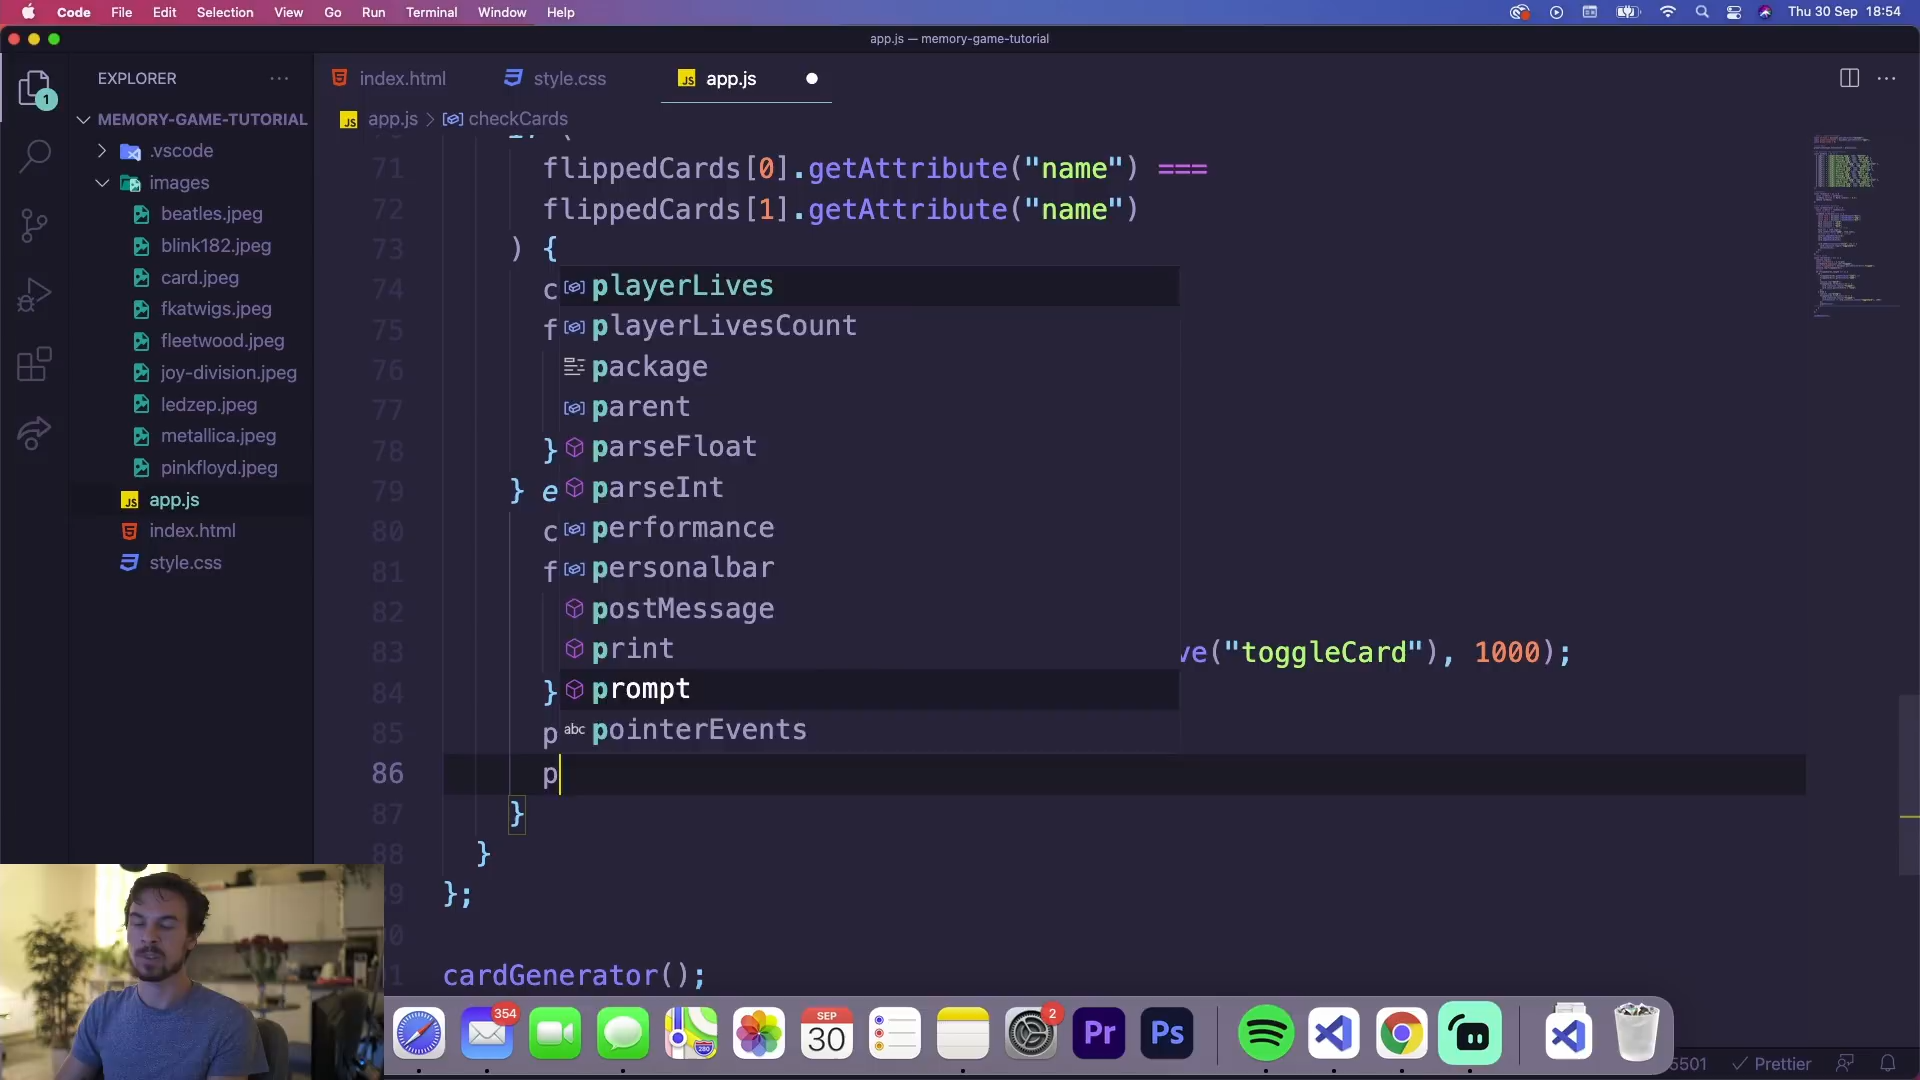 Code File Edit Selection View Go Run Terminal Window Help Thu 30 Sep 18:54
app.js — memory-game-tutorial
EXPLORER
index.html style.css app.js
app.js > checkCards
MEMORY-GAME-TUTORIAL
.vscode
images
beatles.jpeg
blink182.jpeg
card.jpeg
fkatwigs.jpeg
fleetwood.jpeg
joy-division.jpeg
ledzep.jpeg
metallica.jpeg
pinkfloyd.jpeg
app.js
index.html
style.css
1
71 flippedCards[0].getAttribute("name") ===
72 flippedCards[1].getAttribute("name")
73 ) {
74 c
75 f
76
77
78 }
79 } e
80 c
81 f
82
83 ve("toggleCard"), 1000);
84 }
85 p
86 p
87 }
88 }
};
cardGenerator();
playerLives
playerLivesCount
package
parent
parseFloat
parseInt
performance
personalbar
postMessage
print
prompt
abc pointerEvents
354
SEP
30
2
Pr
Ps
5501 Prettier